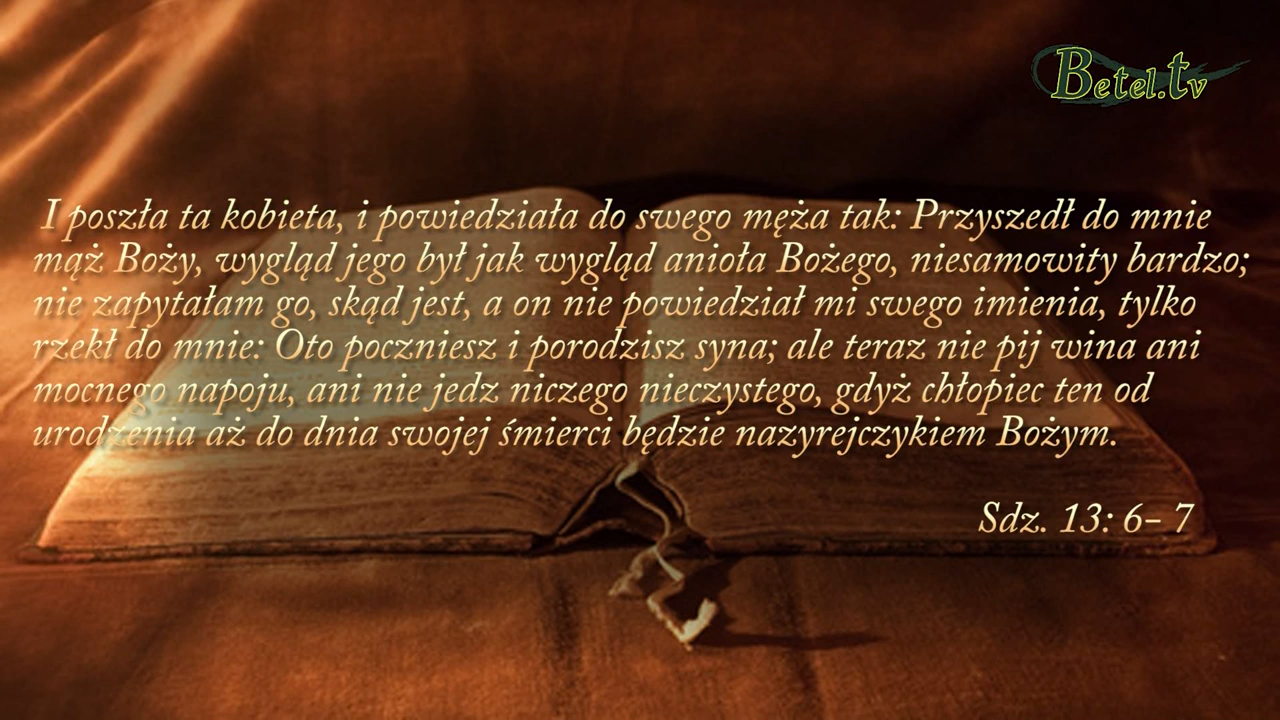 Betel.tv
I poszła ta kobieta, i powiedziała do swego męża tak: Przyszedł do mnie
mąż Boży, wygląd jego był jak wygląd anioła Bożego, niesamowity bardzo;
nie zapytałam go, skąd jest, a on nie powiedział mi swego imienia, tylko
rzekł do mnie: Oto poczniesz i porodzisz syna; ale teraz nie pij wina ani
mocnego napoju, ani nie jedz niczego nieczystego, gdyż chłopiec ten od
urodzenia aż do dnia swojej śmierci będzie nazyrejczykiem Bożym.
Sdz. 13: 6– 7